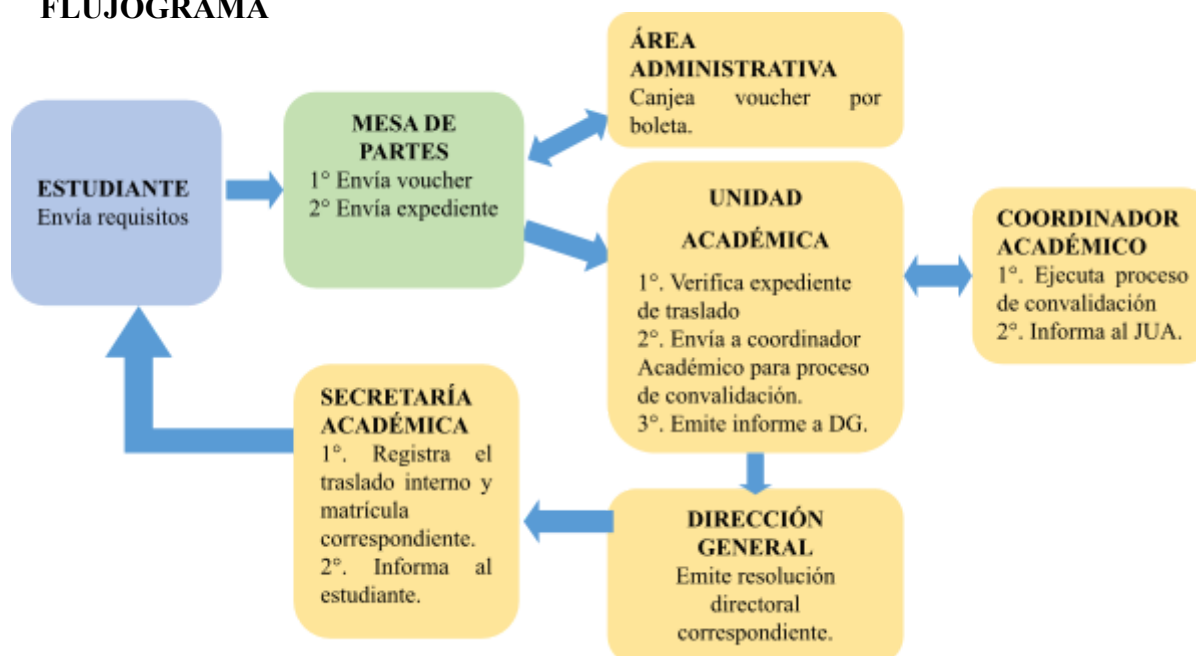 FLUJOGRAMA
ESTUDIANTE
Envía requisitos
MESA DE
PARTES
1° Envía voucher
2° Envía expediente
ÁREA
ADMINISTRATIVA
Canjea voucher por
boleta.
UNIDAD
ACADÉMICA
1°. Verifica expediente
de traslado
2°. Envía a coordinador
Académico para proceso
de convalidación.
3°. Emite informe a DG.
COORDINADOR
ACADÉMICO
1°. Ejecuta proceso
de convalidación
2°. Informa al JUA.
DIRECCIÓN
GENERAL
Emite resolución
directoral
correspondiente.
SECRETARÍA
ACADÉMICA
1°. Registra el
traslado interno y
matrícula
correspondiente.
2°. Informa al
estudiante.